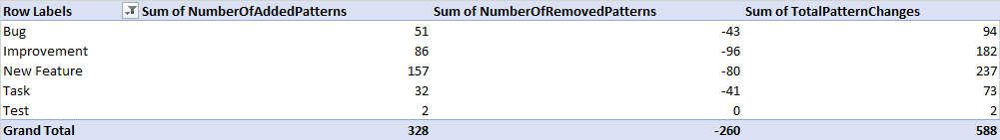 Row Labels Sum of NumberOfAddedPatterns Sum of NumberOfRemovedPatterns Sum of TotalPatternChanges
Bug 51 -43 94
Improvement 86 -96 182
New Feature 157 -80 237
Task 32 -41 73
Test 2 0 2
Grand Total 328 -260 588